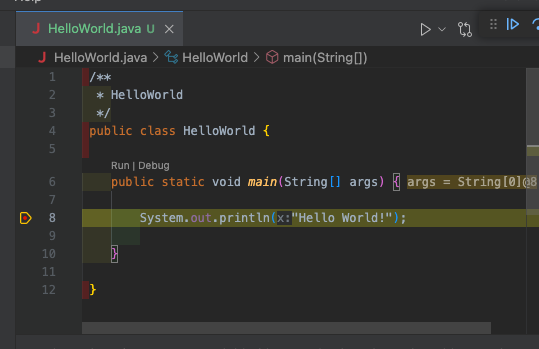 Help
HelloWorld.java U
HelloWorld.java > HelloWorld > main(String[])
1 /**
2  * HelloWorld
3  */
4 public class HelloWorld {
5
Run | Debug
6 public static void main(String[] args) { args = String[0]@8
7
8 System.out.println(x:"Hello World!");
9
10 }
11
12 }